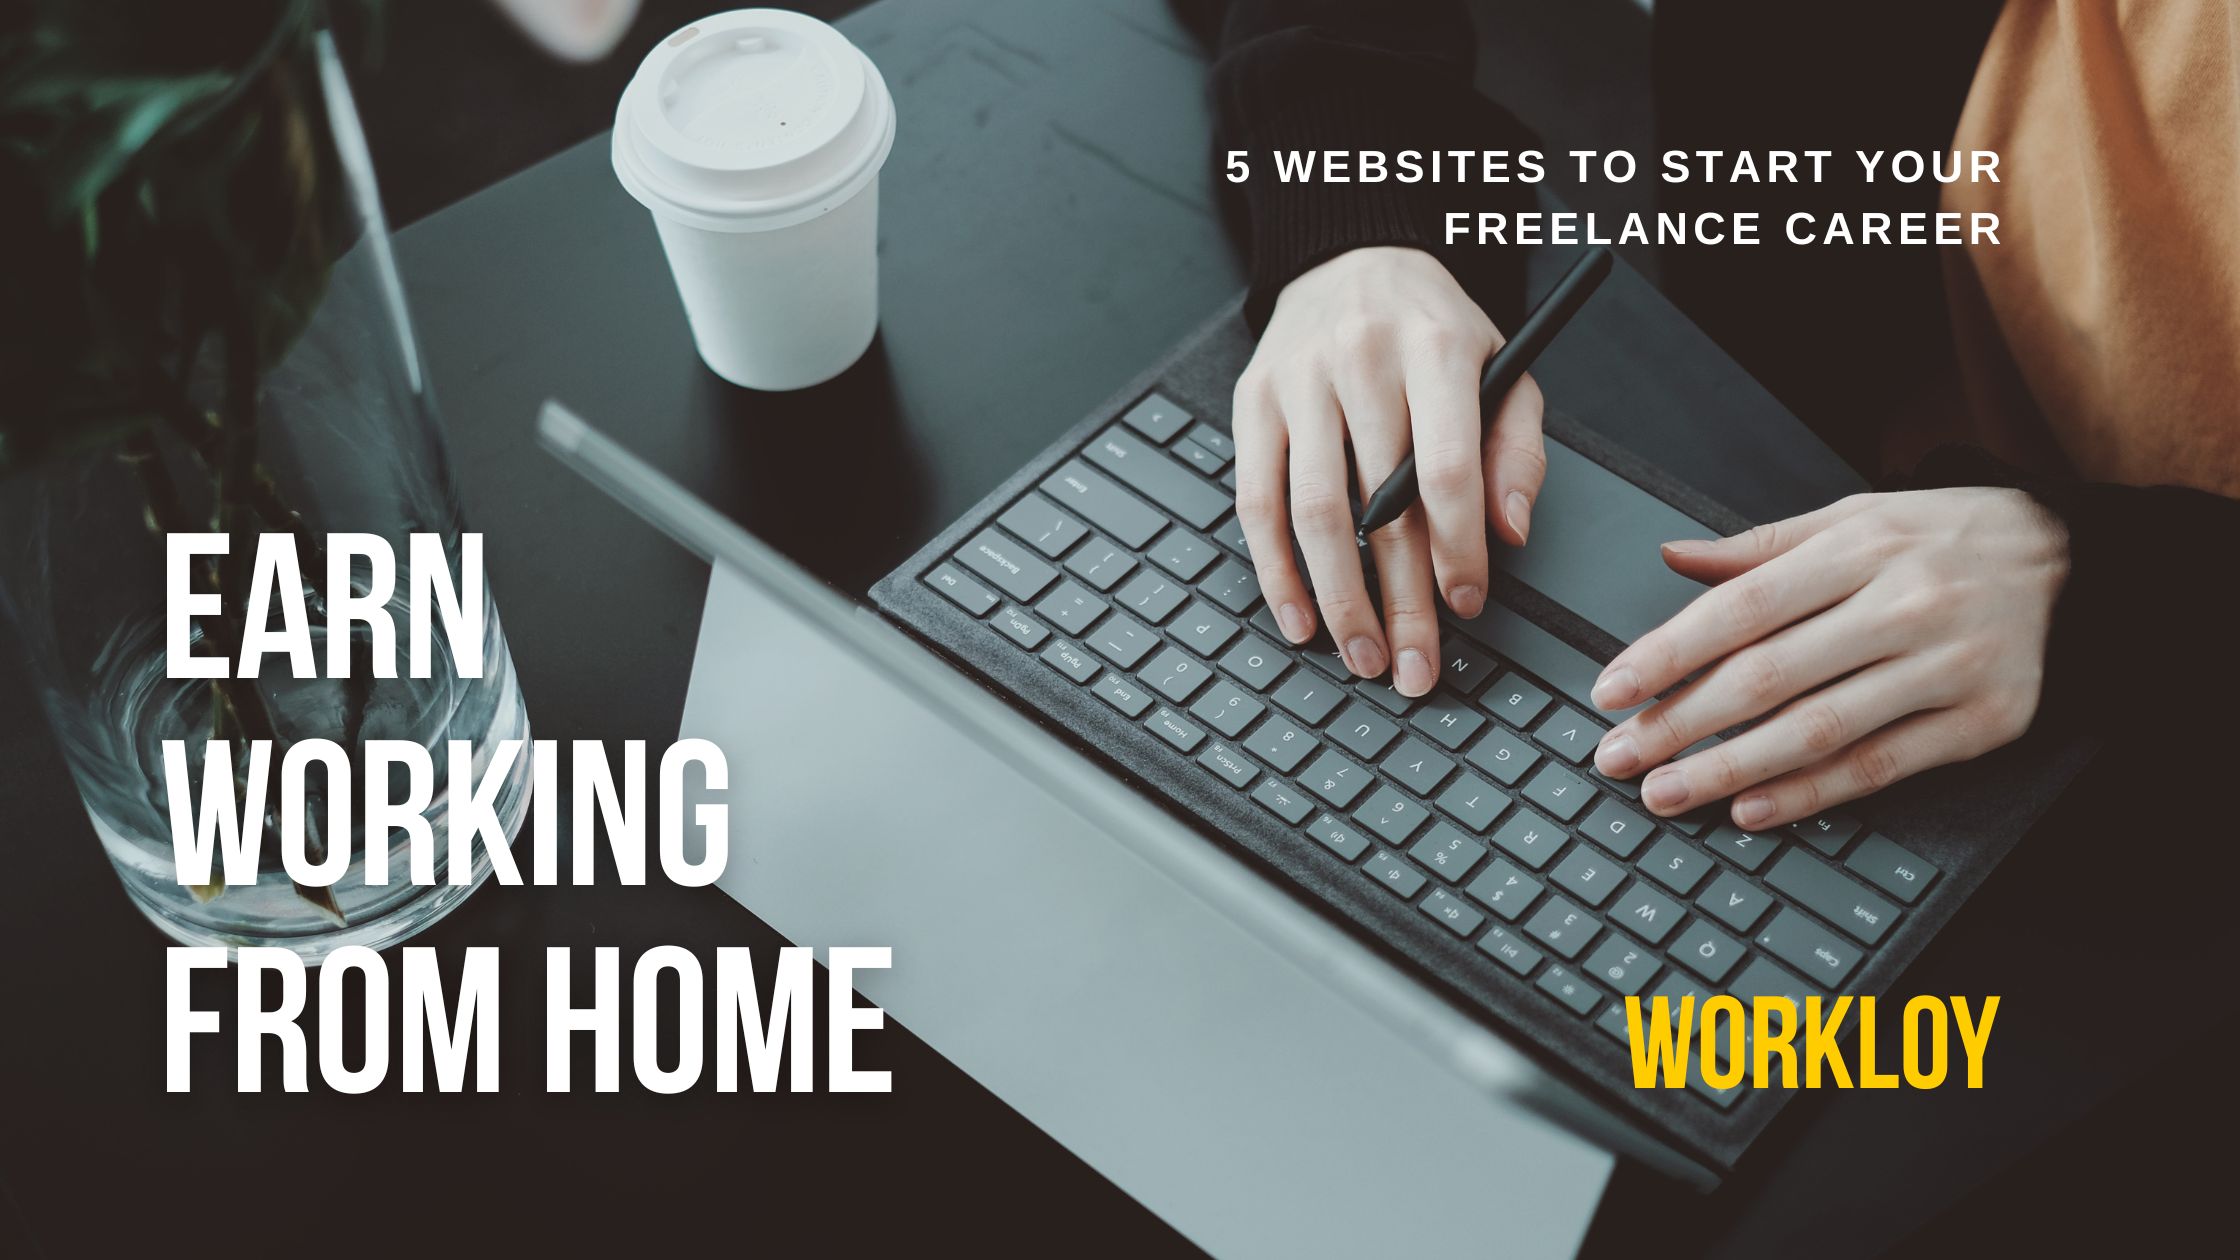 5 WEBSITES TO START YOUR
FREELANCE CAREER
EARN
WORKING
FROM HOME
WORKLOY